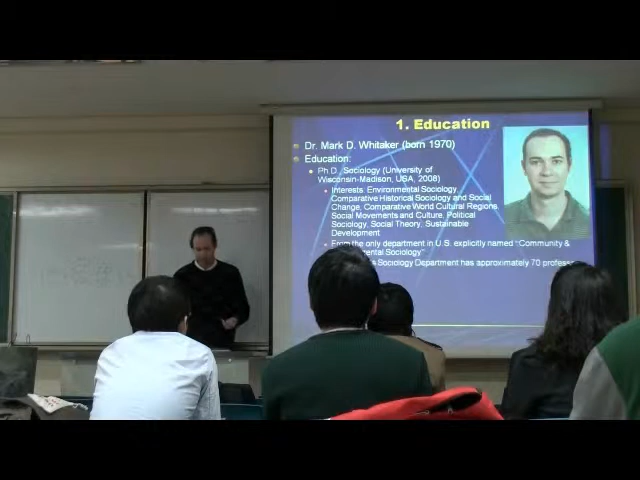 1. Education
Dr. Mark D. Whitaker (born 1970)
Education:
Ph.D., Sociology (University of
Wisconsin-Madison, USA, 2008)
Interests: Environmental Sociology,
Comparative Historical Sociology and Social
Change, Comparative World Cultural Regions,
Social Movements and Culture, Political
Sociology, Social Theory, Sustainable
Development
From the only department in U.S. explicitly named "Community &
Sociology"
Sociology Department has approximately 70